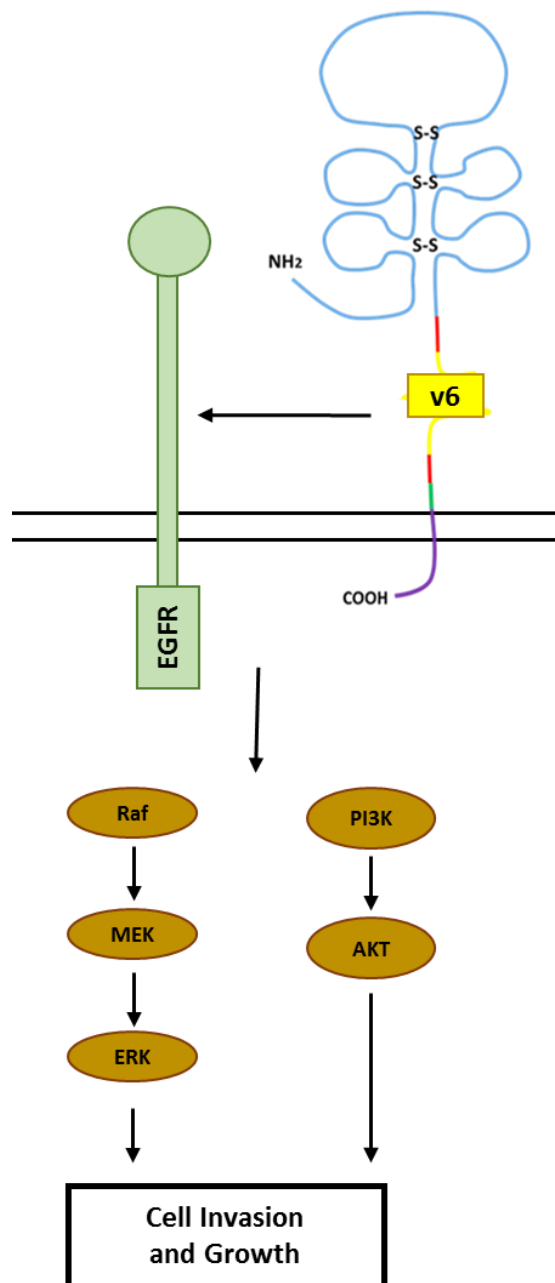 S-S
S-S
S-S
NH₂
v6
COOH
EGFR
Raf
PI3K
MEK
AKT
ERK
Cell Invasion
and Growth